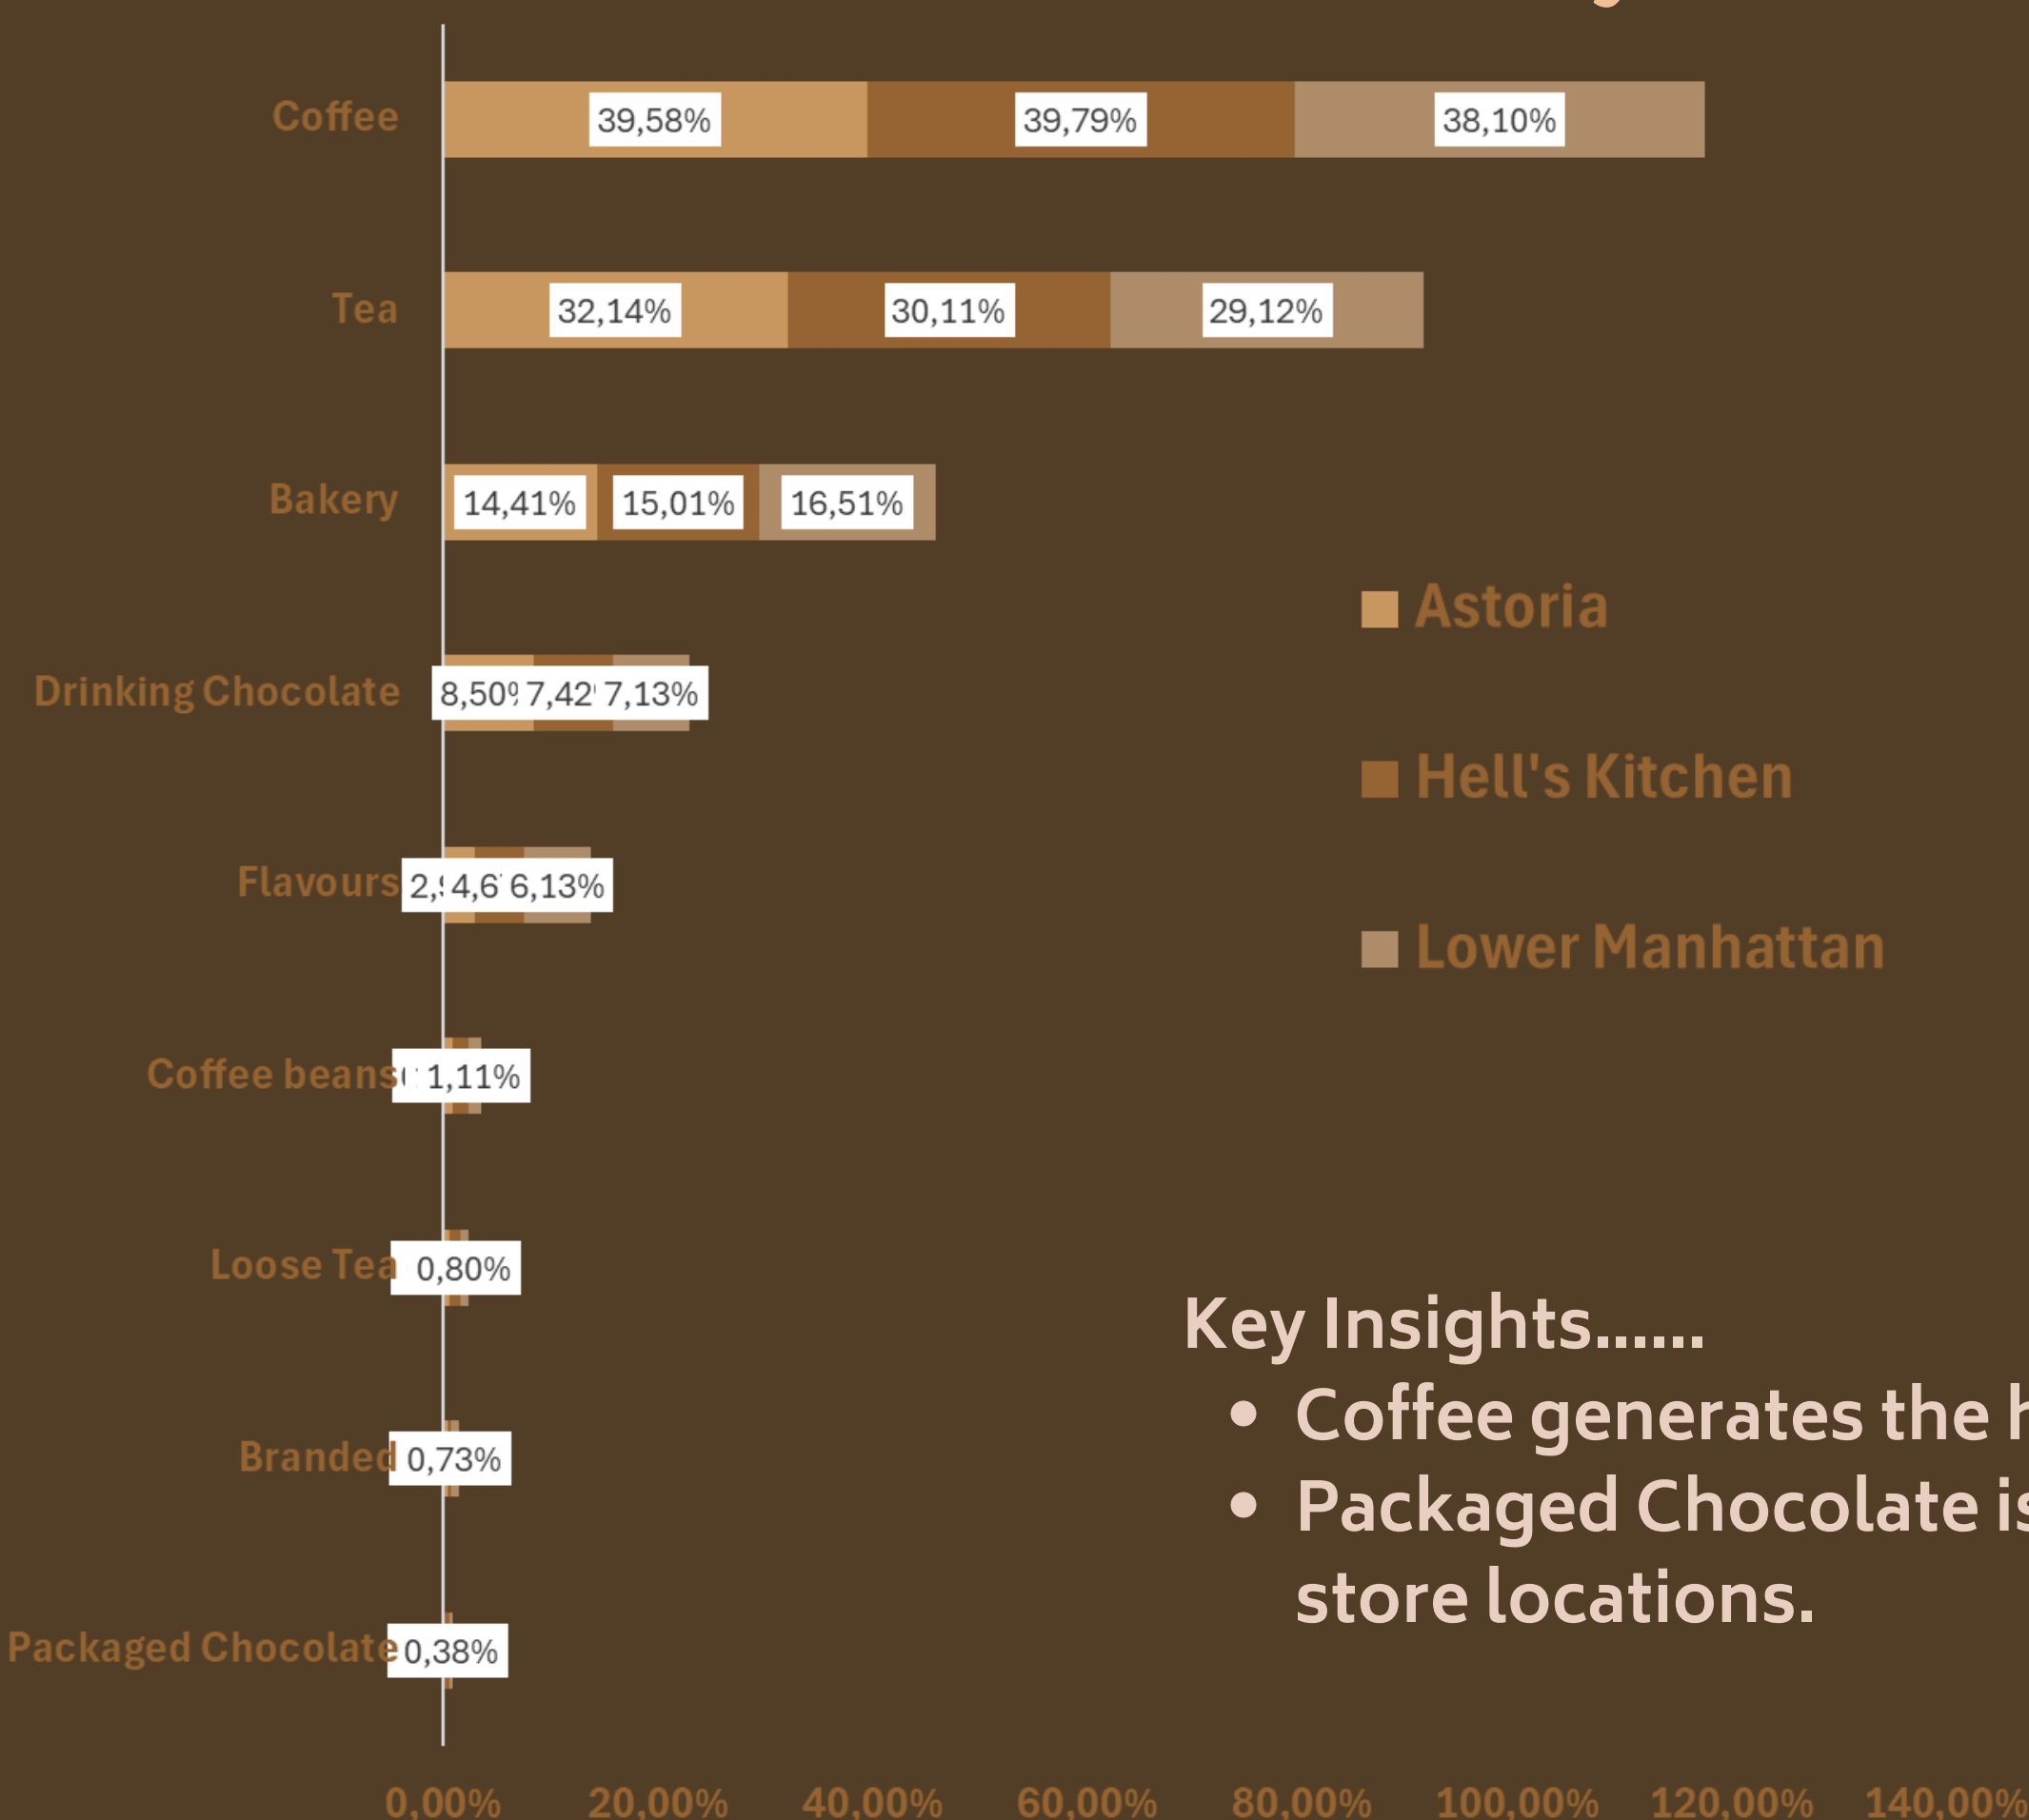 Coffee 39,58% 39,79% 38,10%
Tea 32,14% 30,11% 29,12%
Bakery 14,41% 15,01% 16,51%
Drinking Chocolate 7,13%
Flavours 6,13%
Coffee beans 1,11%
Loose Tea 0,80%
Branded 0,73%
Packaged Chocolate 0,38%
0,00% 20,00% 40,00% 60,00% 80,00% 100,00% 120,00% 140,00%
Astoria
Hell's Kitchen
Lower Manhattan
Key Insights......
• Coffee generates the
• Packaged Chocolate is
store locations.